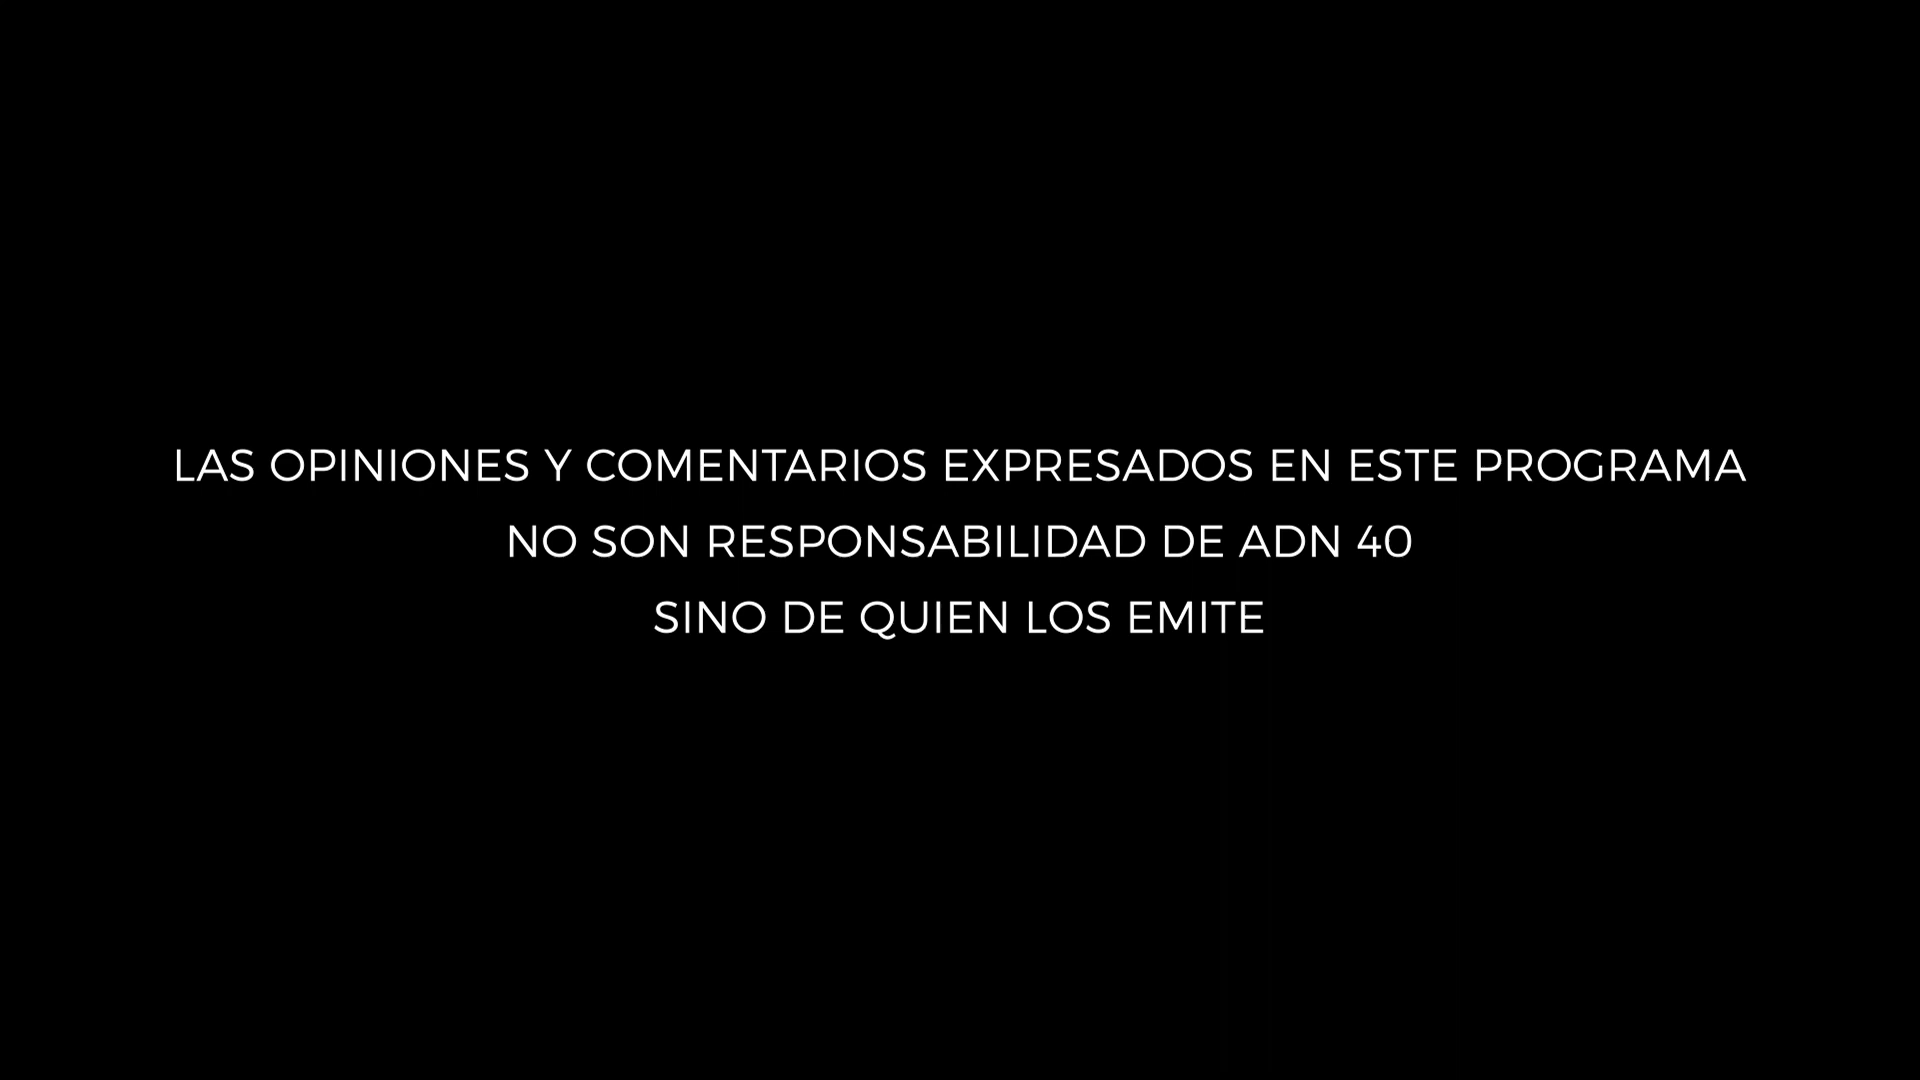 LAS OPINIONES Y COMENTARIOS EXPRESADOS EN ESTE PROGRAMA
NO SON RESPONSABILIDAD DE ADN 40
SINO DE QUIEN LOS EMITE